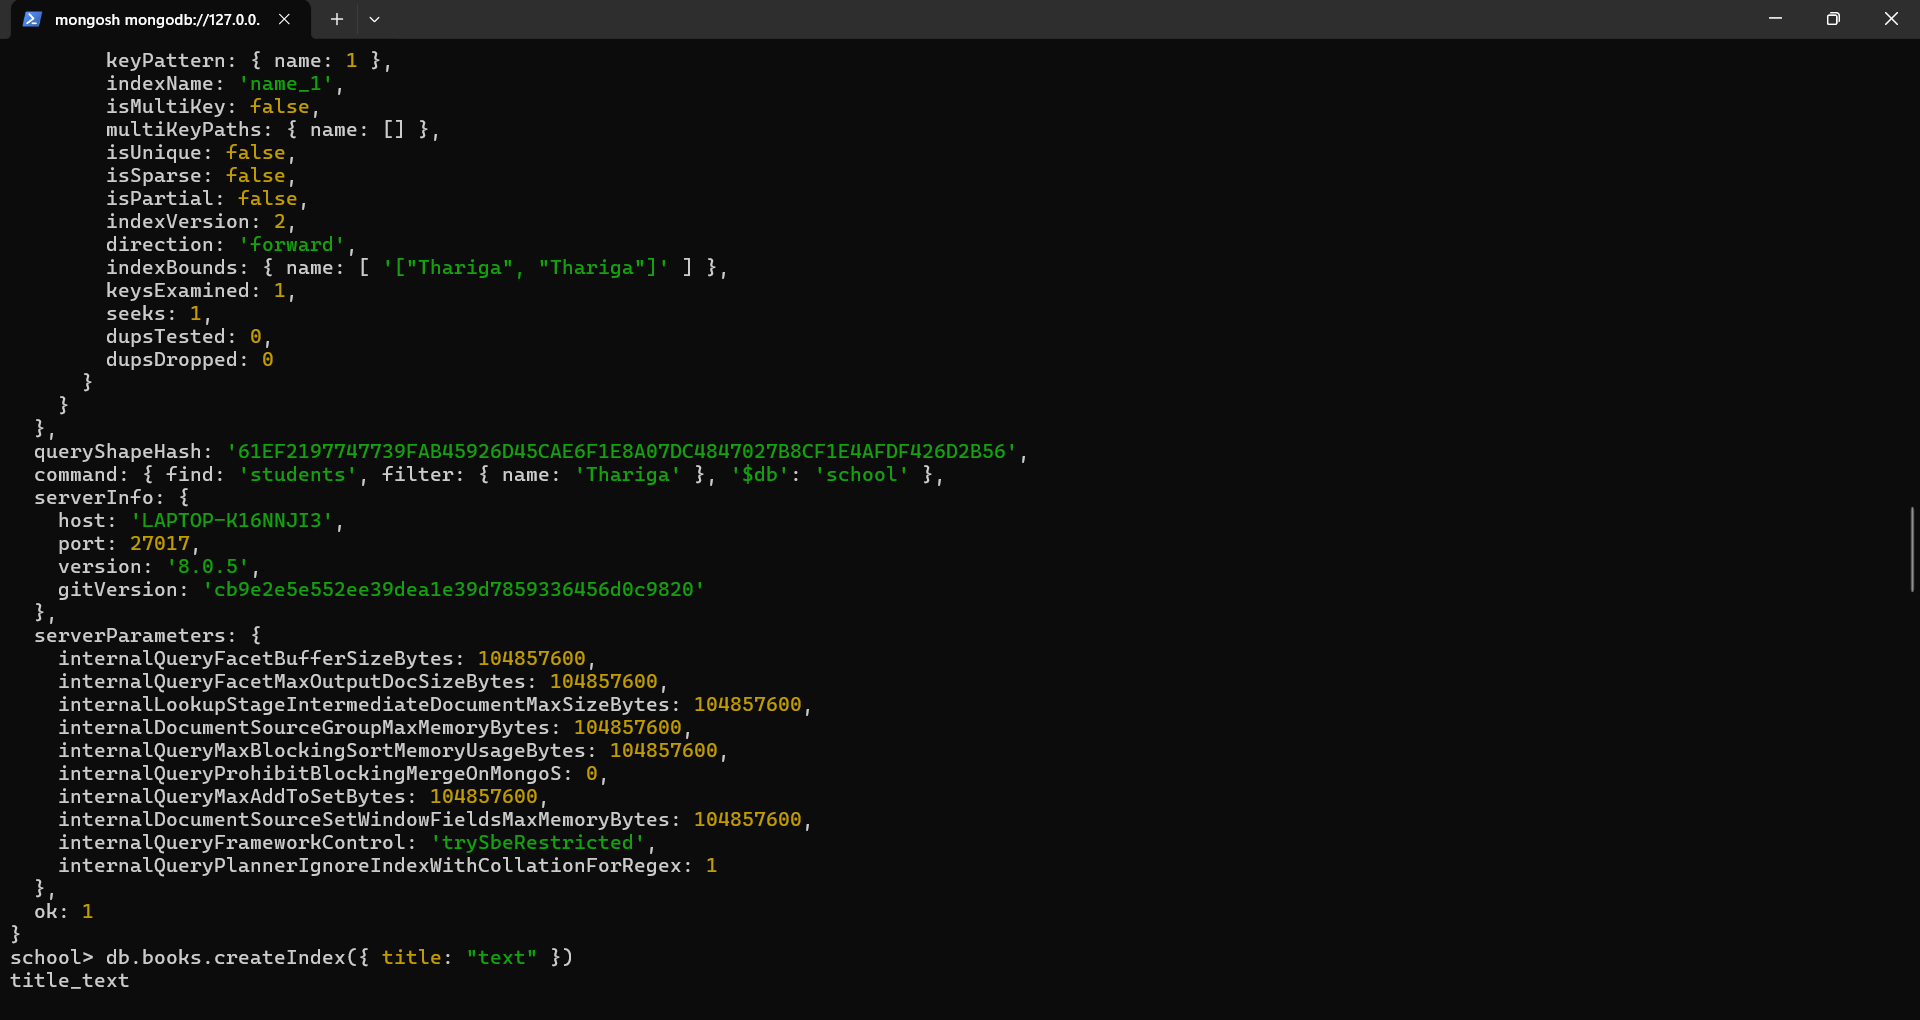 mongosh mongodb://127.0.0.
keyPattern: { name: 1 },
indexName: 'name_1',
isMultiKey: false,
multiKeyPaths: { name: [] },
isUnique: false,
isSparse: false,
isPartial: false,
indexVersion: 2,
direction: 'forward',
indexBounds: { name: [ '["Thariga", "Thariga"]' ] },
keysExamined: 1,
seeks: 1,
dupsTested: 0,
dupsDropped: 0
}
}
},
queryShapeHash: '61EF2197747739FAB45926D45CAE6F1E8A07DC4847027B8CF1E4AFDF426D2B56',
command: { find: 'students', filter: { name: 'Thariga' }, '$db': 'school' },
serverInfo: {
host: 'LAPTOP-K16NNJI3',
port: 27017,
version: '8.0.5',
gitVersion: 'cb9e2e5e552ee39dea1e39d7859336456d0c9820'
},
serverParameters: {
internalQueryFacetBufferSizeBytes: 104857600,
internalQueryFacetMaxOutputDocSizeBytes: 104857600,
internalLookupStageIntermediateDocumentMaxSizeBytes: 104857600,
internalDocumentSourceGroupMaxMemoryBytes: 104857600,
internalQueryMaxBlockingSortMemoryUsageBytes: 104857600,
internalQueryProhibitBlockingMergeOnMongoS: 0,
internalQueryMaxAddToSetBytes: 104857600,
internalDocumentSourceSetWindowFieldsMaxMemoryBytes: 104857600,
internalQueryFrameworkControl: 'trySbeRestricted',
internalQueryPlannerIgnoreIndexWithCollationForRegex: 1
},
ok: 1
}
school> db.books.createIndex({ title: "text" })
title_text